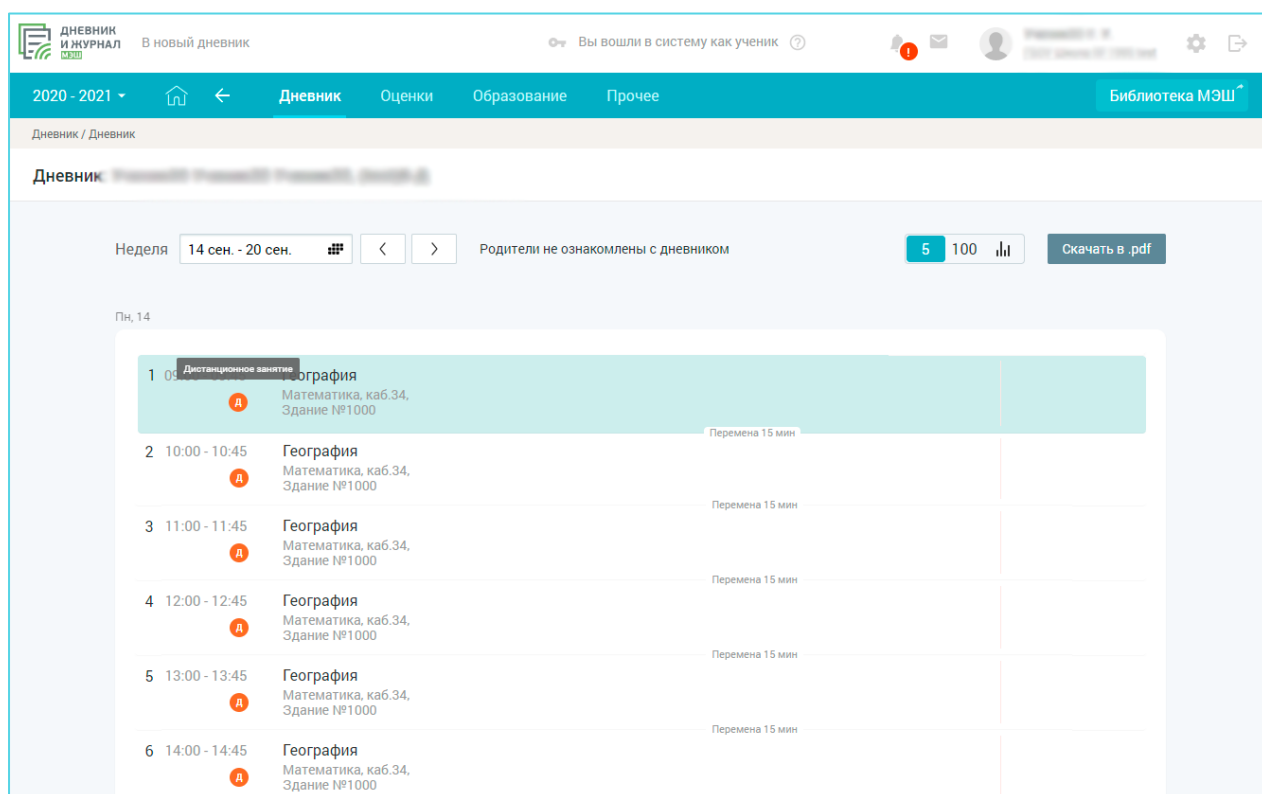 ДНЕВНИК
И ЖУРНАЛ
МЭШ
В новый дневник
Вы вошли в систему как ученик
2020 - 2021
Дневник
Оценки
Образование
Прочее
Библиотека МЭШ
Дневник / Дневник
Дневник
Неделя
14 сен. - 20 сен.
Родители не ознакомлены с дневником
5
100
Скачать в .pdf
Пн, 14
Дистанционное занятие
1
География
Математика, каб.34,
Д
Здание №1000
Перемена 15 мин
2 10:00 - 10:45 География
Математика, каб.34,
Д
Здание №1000
Перемена 15 мин
3 11:00 - 11:45 География
Математика, каб.34,
Д
Здание №1000
Перемена 15 мин
4 12:00 - 12:45 География
Математика, каб.34,
Д
Здание №1000
Перемена 15 мин
5 13:00 - 13:45 География
Математика, каб.34,
Д
Здание №1000
Перемена 15 мин
6 14:00 - 14:45 География
Математика, каб.34,
Д
Здание №1000